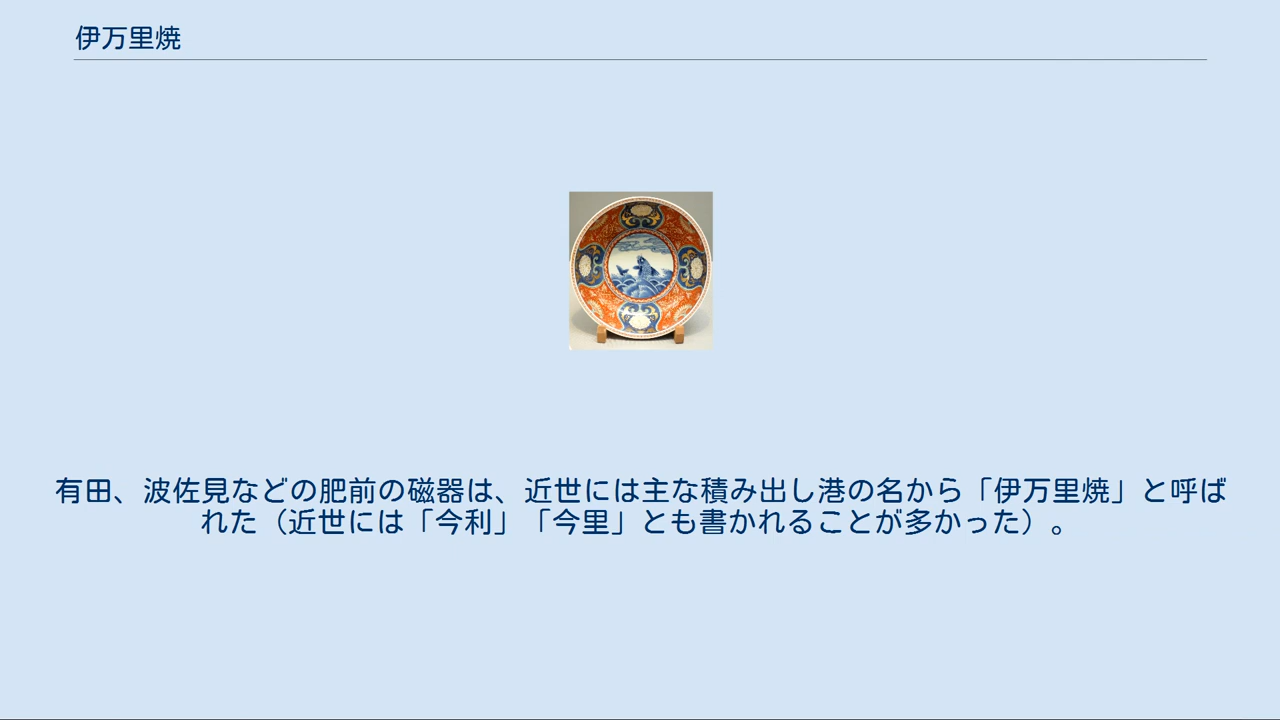 伊万里焼
有田、波佐見などの肥前の磁器は、近世には主な積み出し港の名から「伊万里焼」と呼ば
れた（近世には「今利」「今里」とも書かれることが多かった）。